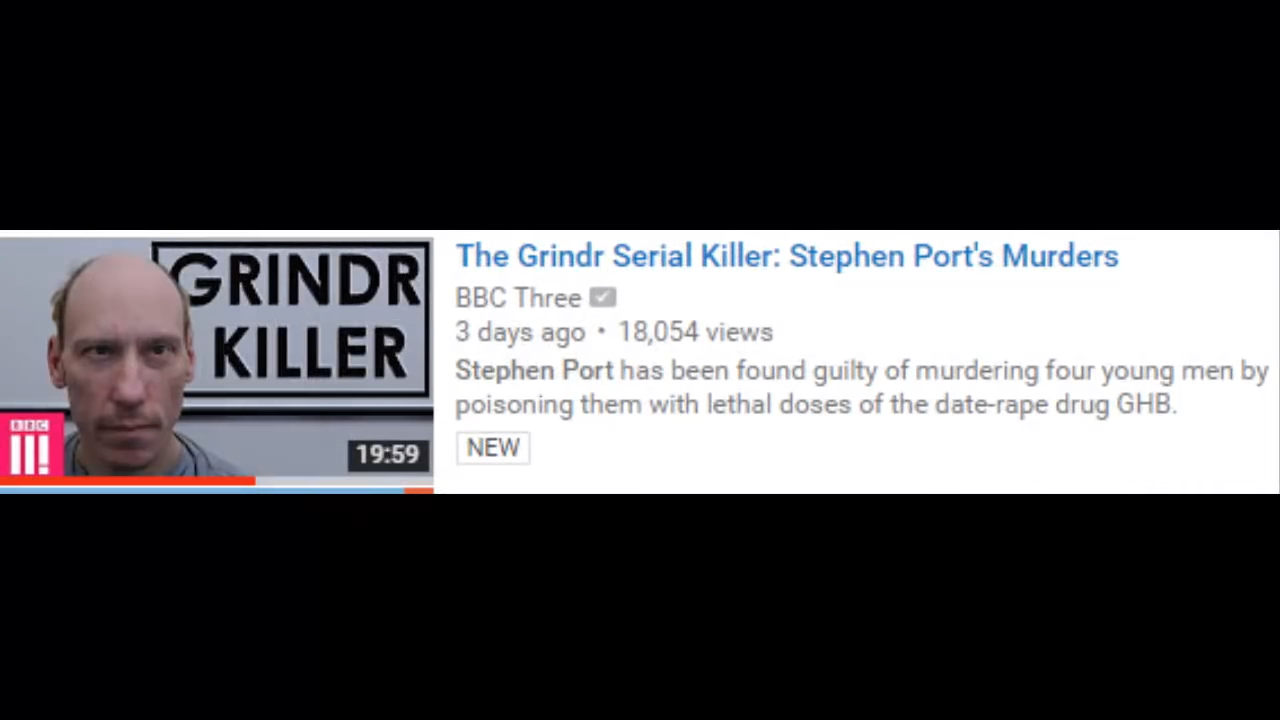 GRINDR
KILLER
BBC
19:59
The Grindr Serial Killer: Stephen Port's Murders
BBC Three
3 days ago • 18,054 views
Stephen Port has been found guilty of murdering four young men by
poisoning them with lethal doses of the date-rape drug GHB.
NEW